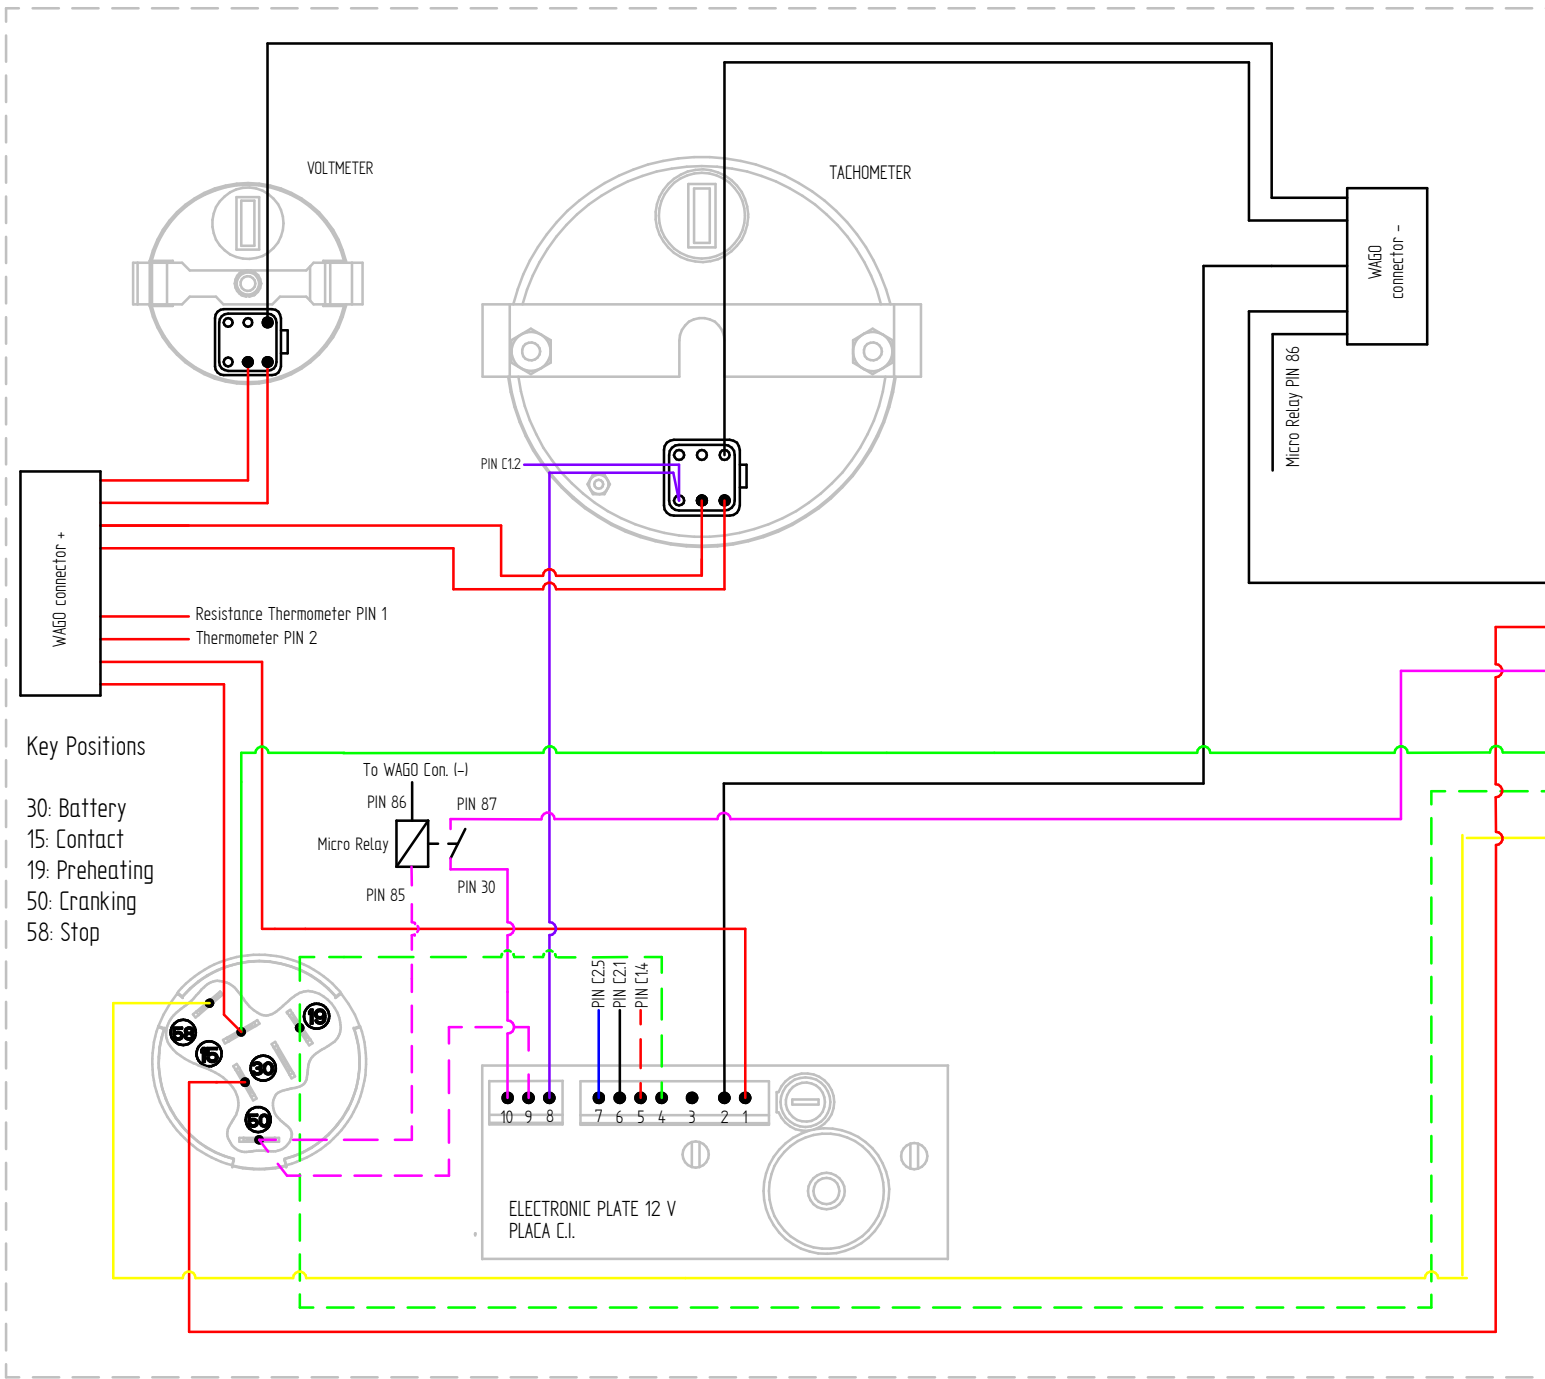 VOLTMETER
TACHOMETER
WAGO
connector -
Micro Relay PIN 86
PIN C1.2
WAGO connector +
Resistance Thermometer PIN 1
Thermometer PIN 2
Key Positions
30: Battery
15: Contact
19: Preheating
50: Cranking
58: Stop
To WAGO Con. (-)
PIN 86
PIN 87
Micro Relay
PIN 85
PIN 30
PIN C2.5
PIN C2.1
PIN C1.4
58
15
19
30
50
10 9 8 7 6 5 4 3 2 1
ELECTRONIC PLATE 12 V
PLACA C.I.